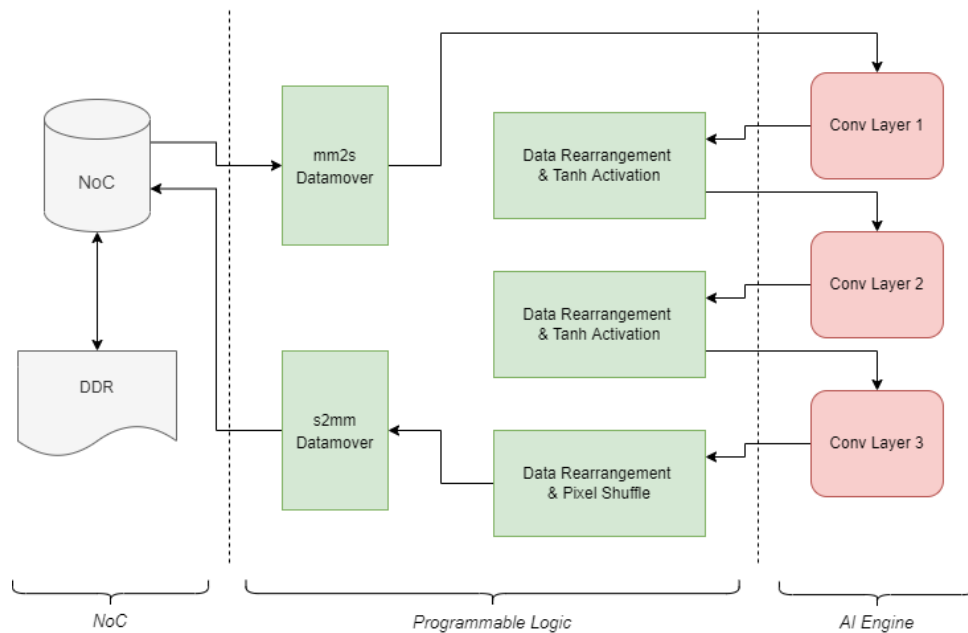 NoC
DDR
mm2s
Datamover
s2mm
Datamover
Data Rearrangement
& Tanh Activation
Data Rearrangement
& Tanh Activation
Data Rearrangement
& Pixel Shuffle
Conv Layer 1
Conv Layer 2
Conv Layer 3
NoC
Programmable Logic
AI Engine